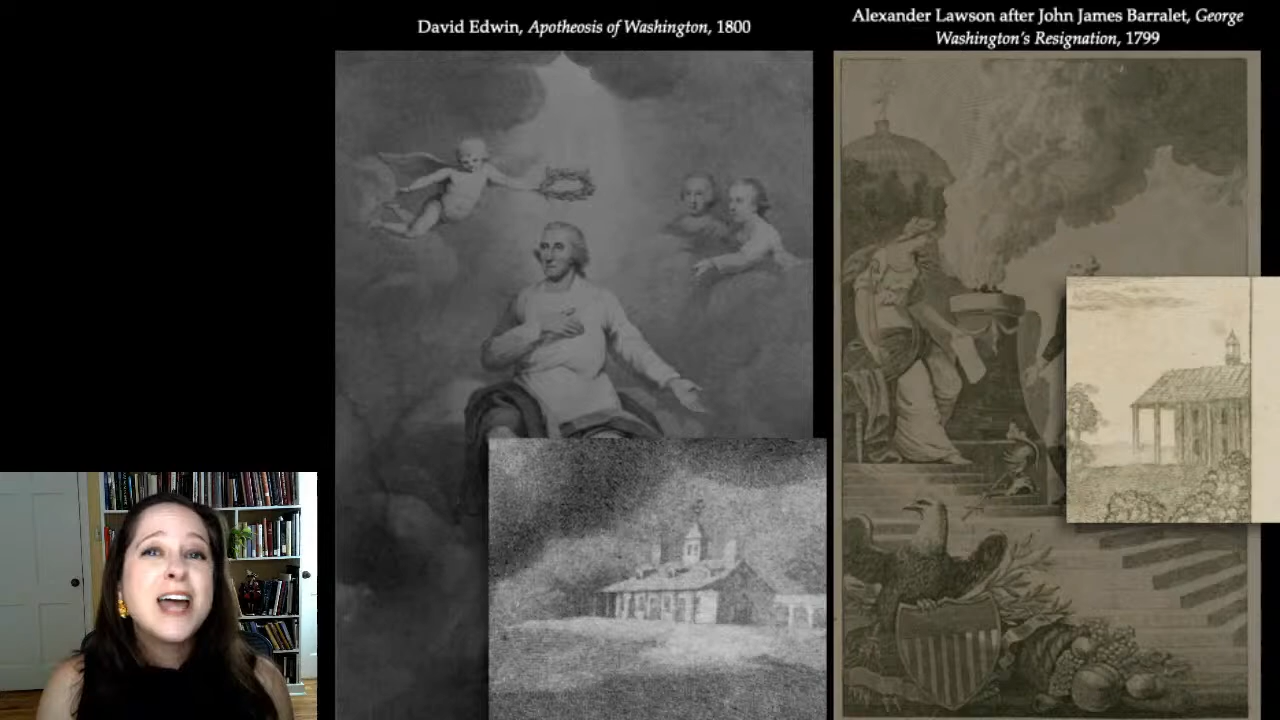 David Edwin, Apotheosis of Washington, 1800
Alexander Lawson after John James Barralet, George
Washington's Resignation, 1799